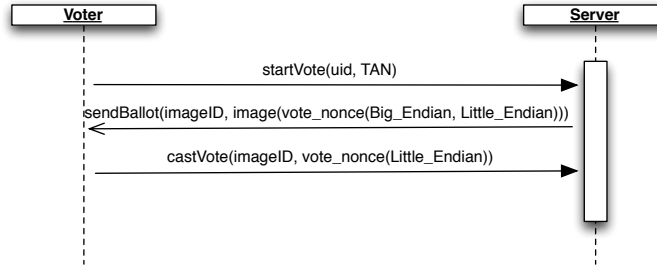 Voter
Server
startVote(uid, TAN)
sendBallot(imageID, image(vote_nonce(Big_Endian, Little_Endian)))
castVote(imageID, vote_nonce(Little_Endian))